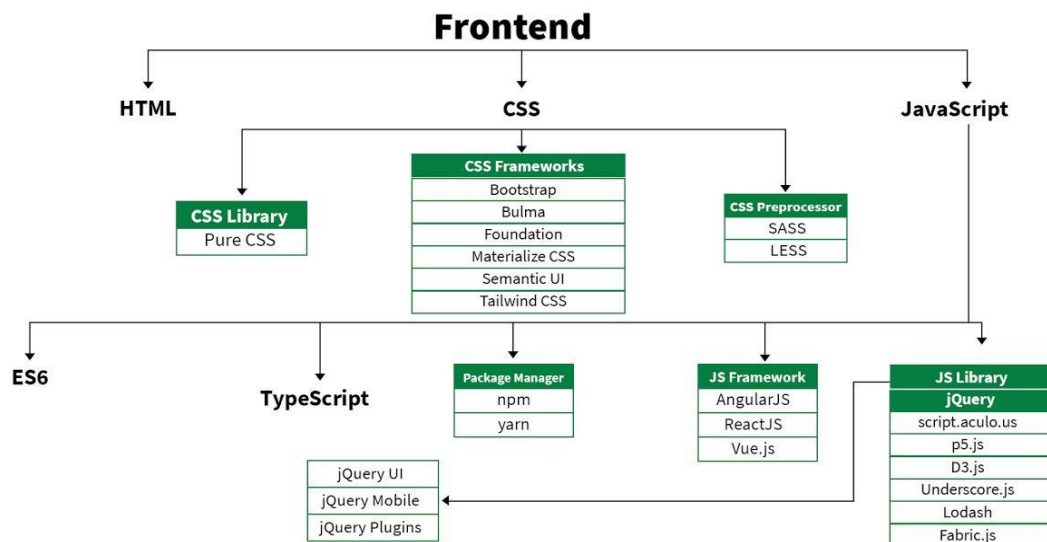 Frontend
HTML
CSS
JavaScript
CSS Library
Pure CSS
CSS Frameworks
Bootstrap
Bulma
Foundation
Materialize CSS
Semantic UI
Tailwind CSS
CSS Preprocessor
SASS
LESS
ES6
TypeScript
Package Manager
npm
yarn
JS Framework
AngularJS
ReactJS
Vue.js
JS Library
jQuery
script.aculo.us
p5.js
D3.js
Underscore.js
Lodash
Fabric.js
jQuery UI
jQuery Mobile
jQuery Plugins